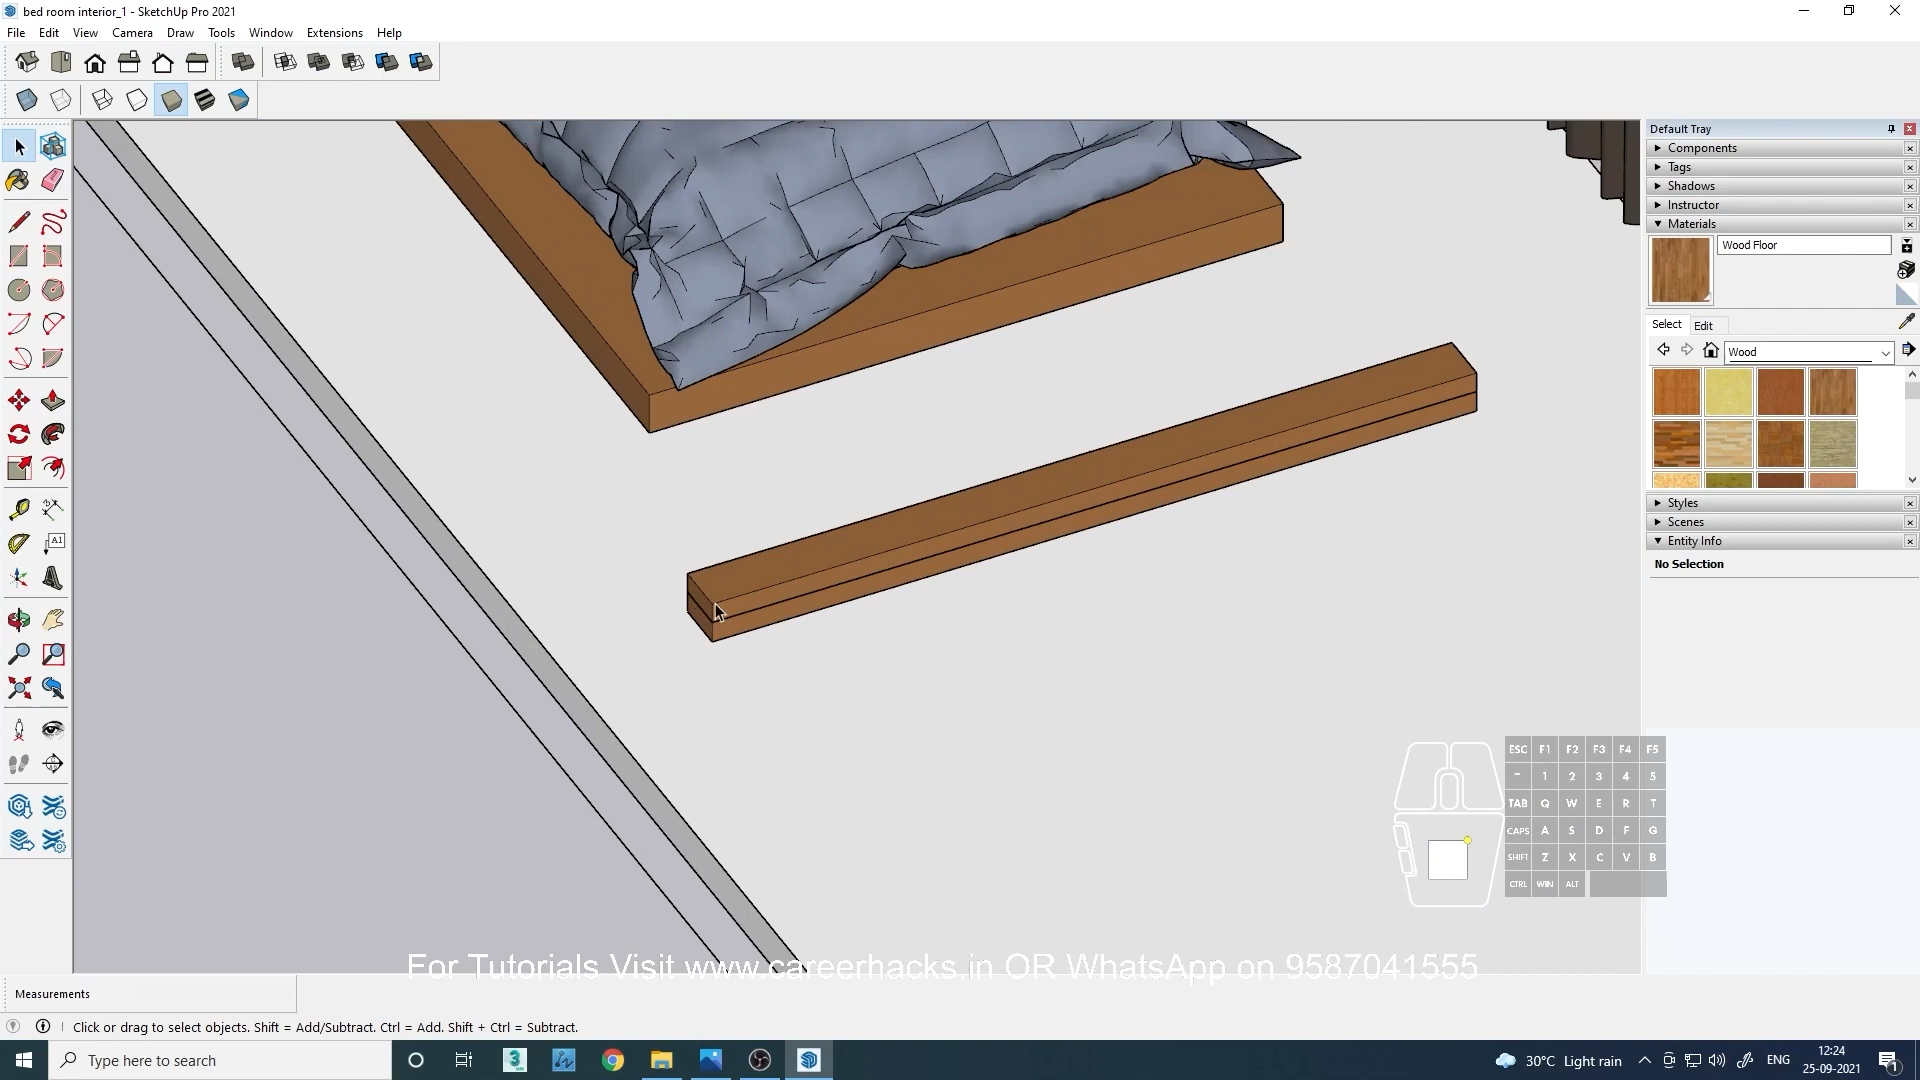 bed room interior_1 - SketchUp Pro 2021
File Edit View Camera Draw Tools Window Extensions Help
Default Tray
Components
Tags
Shadows
Instructor
Materials
Wood Floor
Select Edit
Wood
Styles
Scenes
Entity Info
No Selection
A1
ESC F1 F2 F3 F4 F5
~ 1 2 3 4 5
TAB Q W E R T
CAPS A S D F G
SHIFT Z X C V B
CTRL WIN ALT
For Tutorials Visit www.careerhacks.in OR WhatsApp on 9587041555
Measurements
Click or drag to select objects. Shift = Add/Subtract. Ctrl = Add. Shift + Ctrl = Subtract.
Type here to search
3
30°C Light rain
ENG
12:24
25-09-2021
1